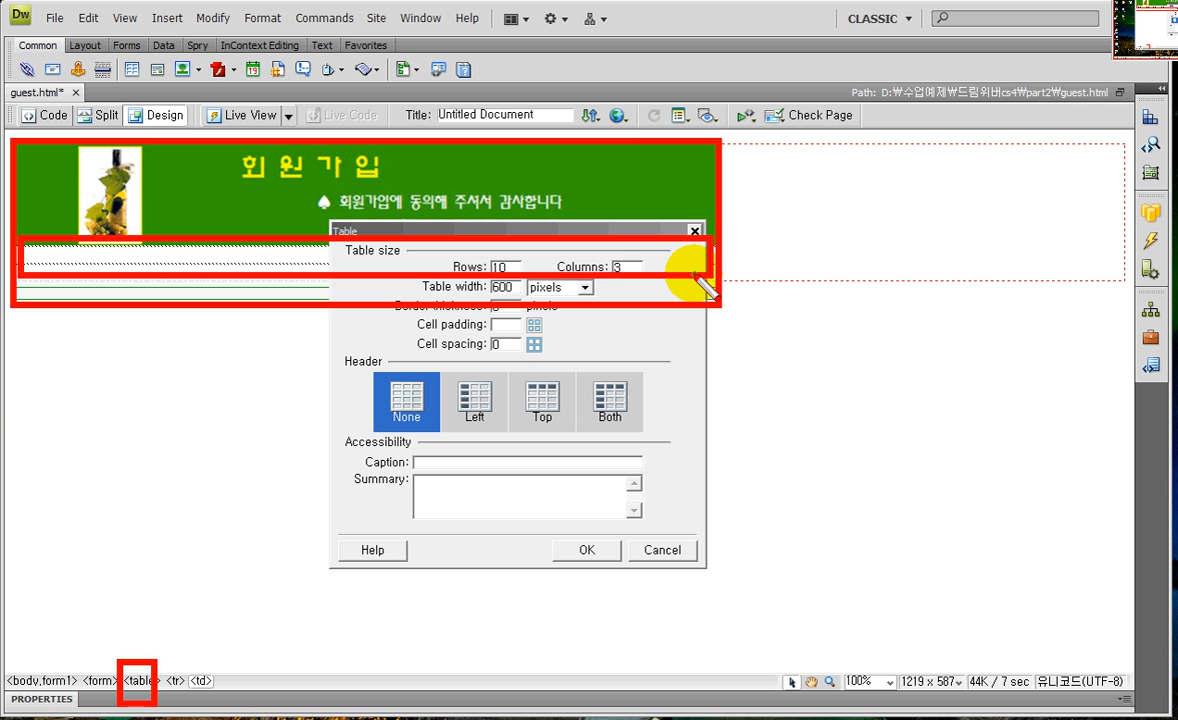 Dw File Edit View Insert Modify Format Commands Site Window Help CLASSIC
Common Layout Forms Data Spry InContext Editing Text Favorites
19
guest.html* Path: D:₩수업예제₩드림위버cs4₩part2₩guest.html
Code Split Design Live View Live Code Title: Untitled Document Check Page
회 원 가 입
회원가입에 동의해 주셔서 감사합니다
Table
Table size
Rows: 10 Columns: 3
Table width: 600 pixels
Border thickness: pixels
Cell padding:
Cell spacing: 0
Header
None Left Top Both
Accessibility
Caption:
Summary:
Help OK Cancel
<body,form1> <form> <table> <tr> <td> 100% 1219 x 587 44K / 7 sec 유니코드(UTF-8)
PROPERTIES